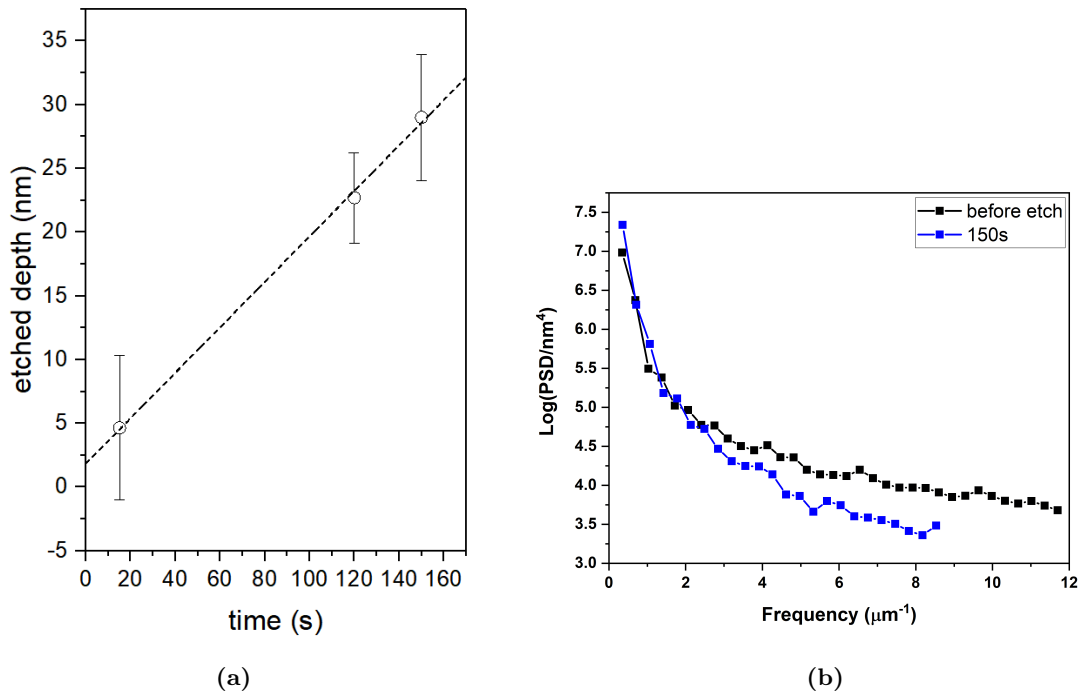 35
30
25
20
15
10
5
0
-5
etched depth (nm)
0 20 40 60 80 100 120 140 160
time (s)
(a)
before etch
150s
7.5
7.0
6.5
6.0
5.5
5.0
4.5
4.0
3.5
3.0
Log(PSD/nm⁴)
0 2 4 6 8 10 12
Frequency (μm⁻¹)
(b)